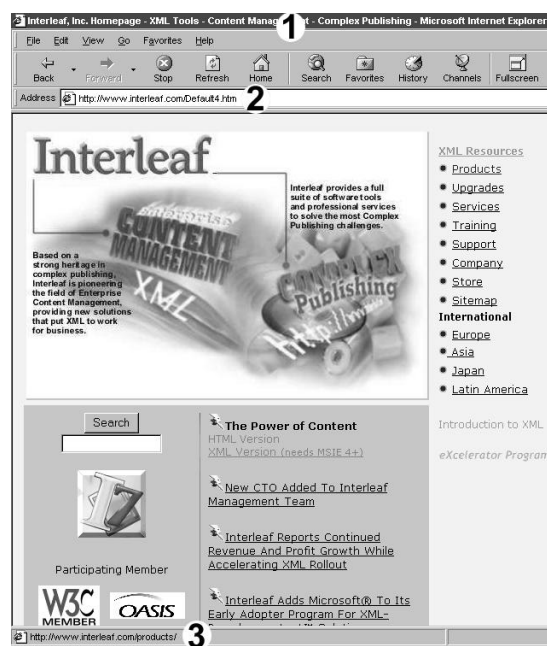 Interleaf, Inc. Homepage - XML Tools - Content Manag 1 t - Complex Publishing - Microsoft Internet Explorer
File Edit View Go Favorites Help
Back Forward Stop Refresh Home Search Favorites History Channels Fullscreen
Address http://www.interleaf.com/Default4.htm 2
Interleaf
Interleaf provides a full
suite of software tools
and professional services
to solve the most Complex
Publishing challenges.
Enterprise
CONTENT
MANAGEMENT
XML
COMPLEX
Publishing
http://
Based on a
strong heritage in
complex publishing,
Interleaf is pioneering
the field of Enterprise
Content Management,
providing new solutions
that put XML to work
for business.
XML Resources
Products
Upgrades
Services
Training
Support
Company
Store
Sitemap
International
Europe
Asia
Japan
Latin America
Introduction to XML
eXcelerator Program
Search
Participating Member
W3C
MEMBER
OASIS
The Power of Content
HTML Version
XML Version (needs MSIE 4+)
New CTO Added To Interleaf
Management Team
Interleaf Reports Continued
Revenue And Profit Growth While
Accelerating XML Rollout
Interleaf Adds Microsoft® To Its
Early Adopter Program For XML-
http://www.interleaf.com/products/ 3